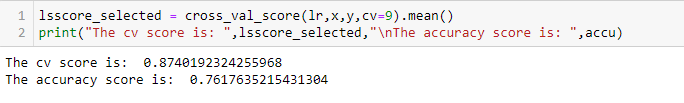 1 lsscore_selected = cross_val_score(lr,x,y,cv=9).mean()
2 print("The cv score is: ",lsscore_selected,"\nThe accuracy score is: ",accu)
The cv score is:  0.8740192324255968
The accuracy score is:  0.7617635215431304